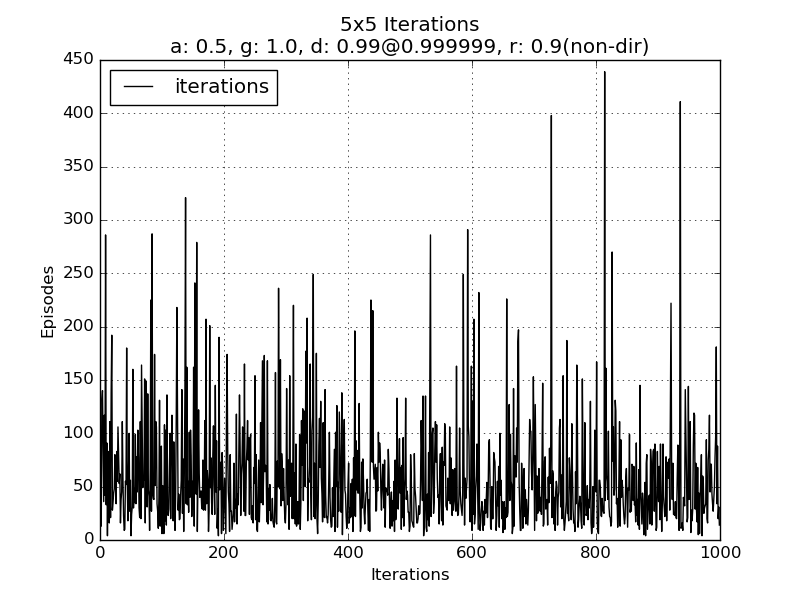 5x5 Iterations
a: 0.5, g: 1.0, d: 0.99@0.999999, r: 0.9(non-dir)
iterations
450
400
350
300
250
200
150
100
50
0
Episodes
0 200 400 600 800 1000
Iterations